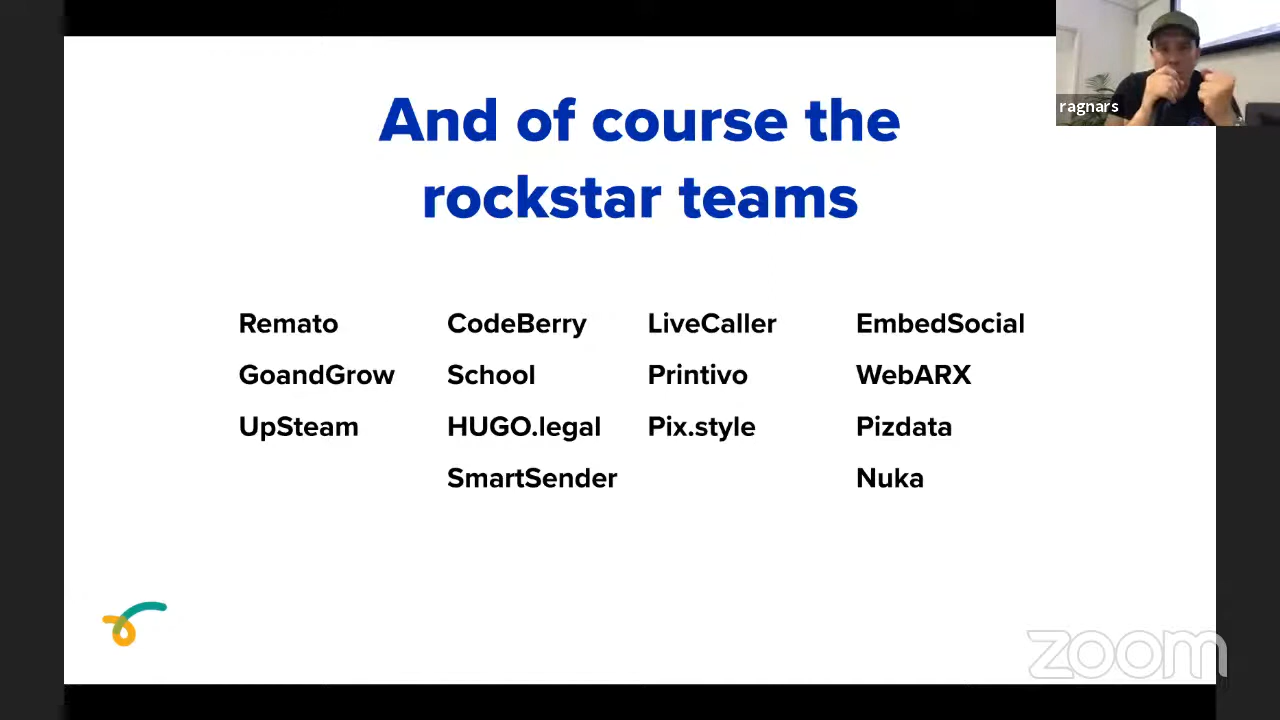 And of course the
rockstar teams
Remato
GoandGrow
UpSteam
CodeBerry
School
HUGO.legal
SmartSender
LiveCaller
Printivo
Pix.style
EmbedSocial
WebARX
Pizdata
Nuka
ragnars
zoom